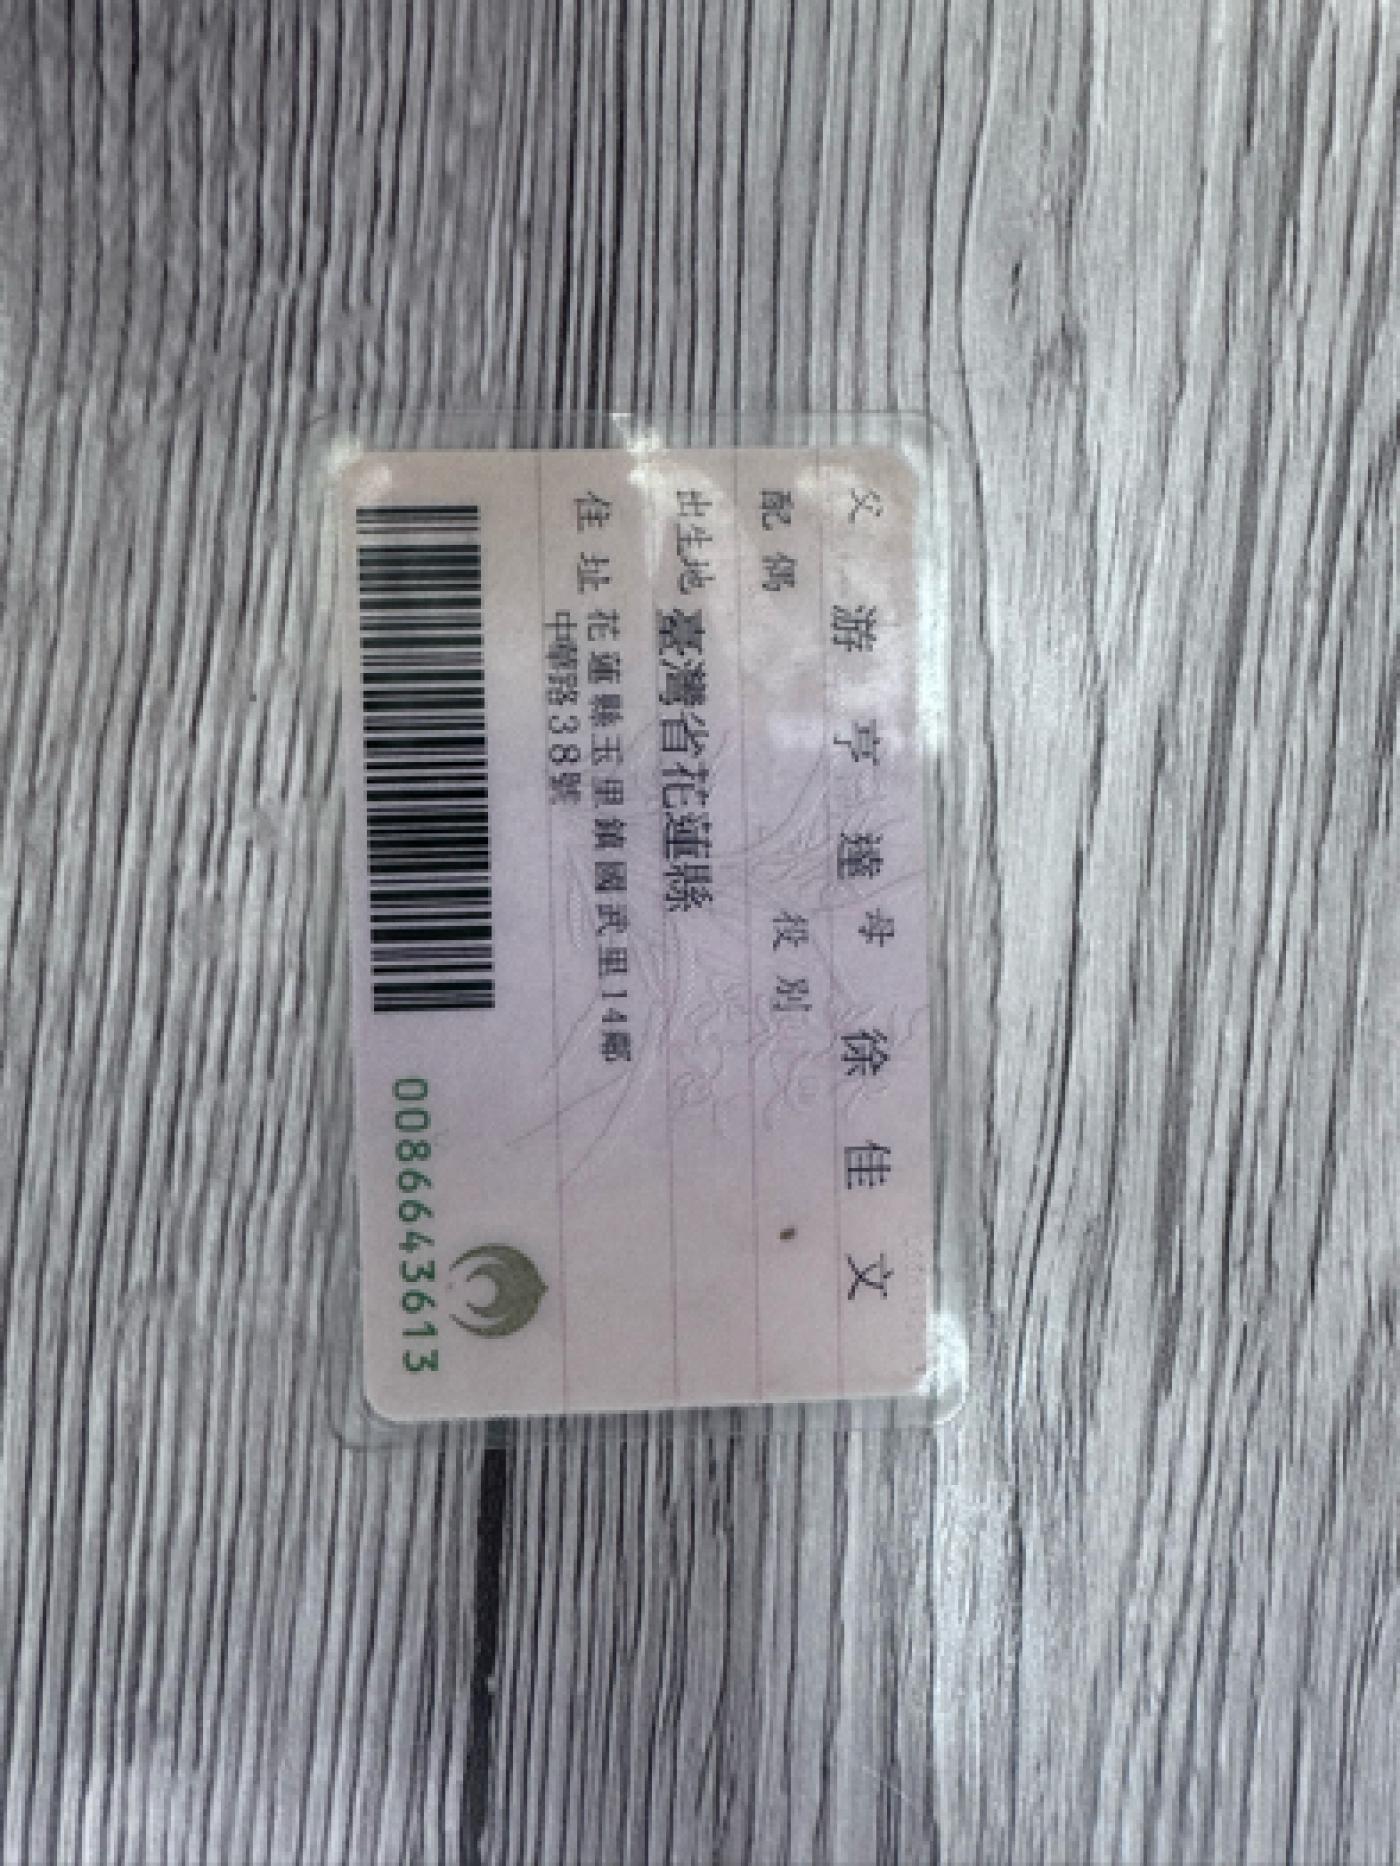 父 游亨蓬 母 徐佳文
配偶 役別
出生地 臺灣省花蓮縣
住址 花蓮縣玉里鎮國武里14鄰
中華路38號
0086643613